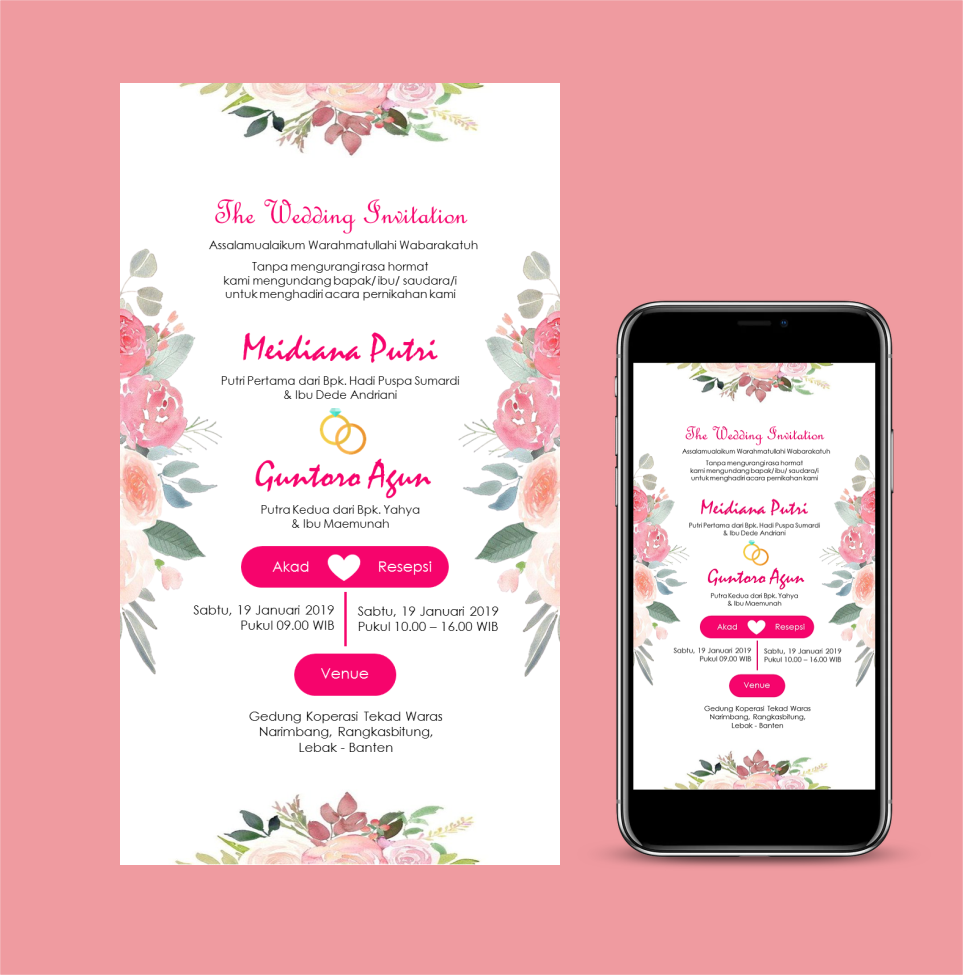 The Wedding Invitation
Assalamualaikum Warahmatullahi Wabarakatuh
Tanpa mengurangi rasa hormat
kami mengundang bapak/ ibu/ saudara/i
untuk menghadiri acara pernikahan kami
Meidiana Putri
Putri Pertama dari Bpk. Hadi Puspa Sumardi
& Ibu Dede Andriani
Guntoro Agun
Putra Kedua dari Bpk. Yahya
& Ibu Maemunah
Akad Resepsi
Sabtu, 19 Januari 2019 Sabtu, 19 Januari 2019
Pukul 09.00 WIB Pukul 10.00 – 16.00 WIB
Venue
Gedung Koperasi Tekad Waras
Narimbang, Rangkasbitung,
Lebak - Banten
The Wedding Invitation
Assalamualaikum Warahmatullahi Wabarakatuh
Tanpa mengurangi rasa hormat
kami mengundang bapak/ ibu/ saudara/i
untuk menghadiri acara pernikahan kami
Meidiana Putri
Putri Pertama dari Bpk. Hadi Puspa Sumardi
& Ibu Dede Andriani
Guntoro Agun
Putra Kedua dari Bpk. Yahya
& Ibu Maemunah
Akad Resepsi
Sabtu, 19 Januari 2019 Sabtu, 19 Januari 2019
Pukul 09.00 WIB Pukul 10.00 – 16.00 WIB
Venue
Gedung Koperasi Tekad Waras
Narimbang, Rangkasbitung,
Lebak - Banten